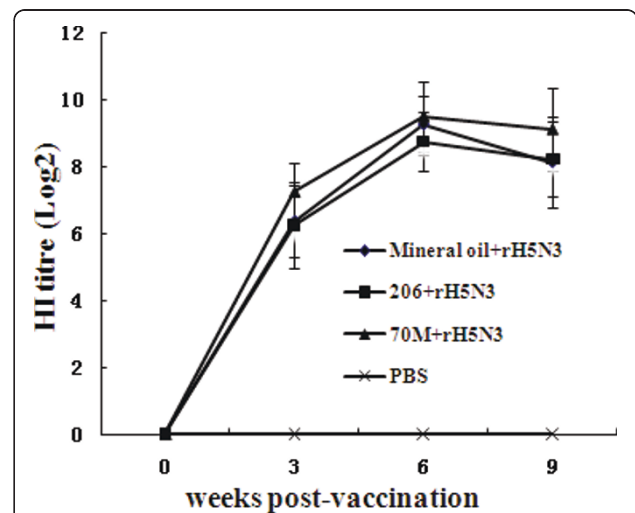 12
10
8
6
4
2
0
HI titre (Log2)
Mineral oil+rH5N3
206+rH5N3
70M+rH5N3
PBS
0 3 6 9
weeks post-vaccination